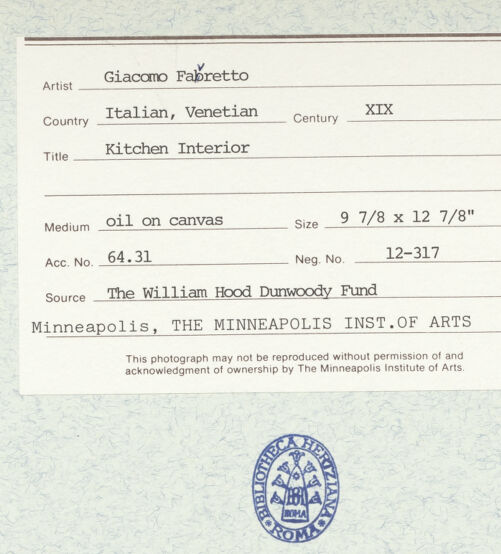 Artist Giacomo Favretto
Country Italian, Venetian Century XIX
Title Kitchen Interior
Medium oil on canvas Size 9 7/8 x 12 7/8"
Acc. No. 64.31 Neg. No. 12-317
Source The William Hood Dunwoody Fund
Minneapolis, THE MINNEAPOLIS INST.OF ARTS
This photograph may not be reproduced without permission of and
acknowledgment of ownership by The Minneapolis Institute of Arts.
BIBLIOTHECA HERTZIANA
BH
ROMA
ROMA